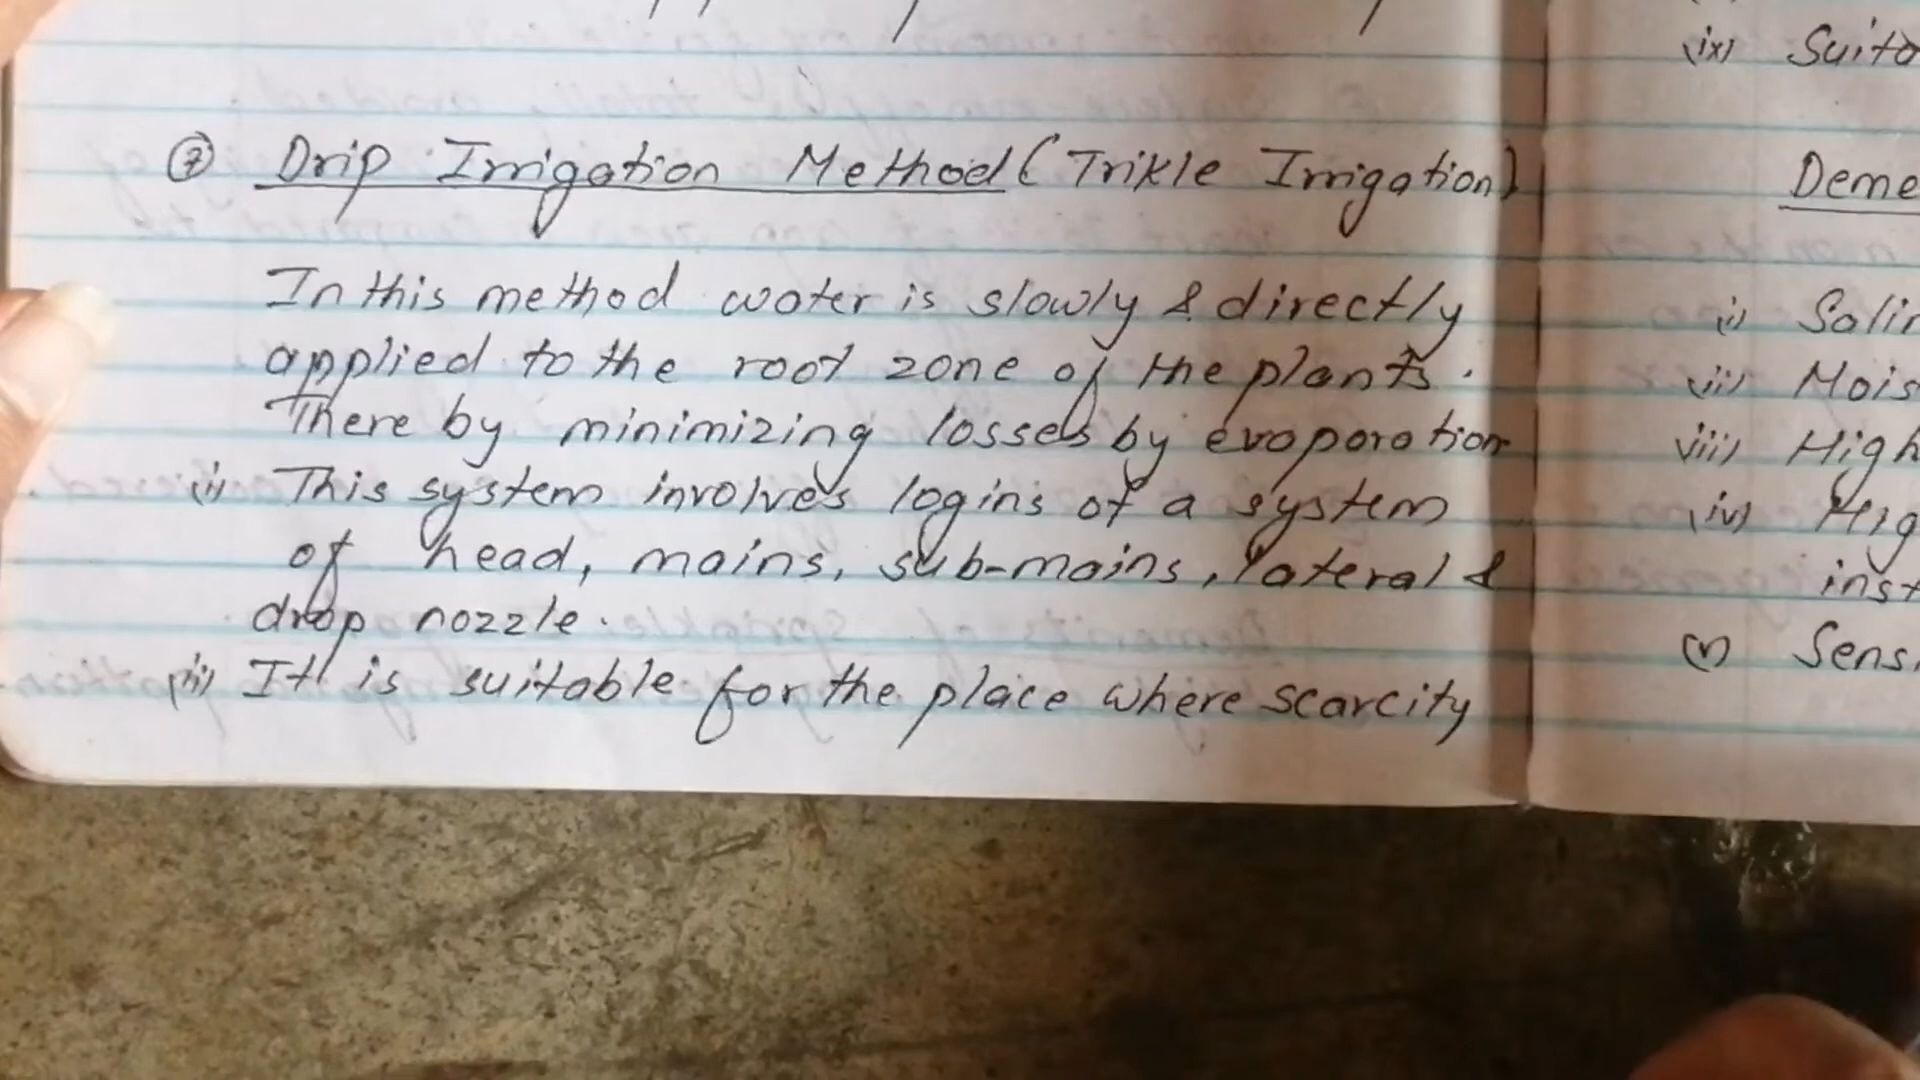 ⑦ Drip Irrigation Method (Trikle Irrigation)
In this method water is slowly & directly
applied to the root zone of the plants.
There by minimizing losses by evaporation
(ii) This system involves logins of a system
of head, mains, sub-mains, lateral &
drop nozzle.
(iii) It is suitable for the place where scarcity
(ix) Suita
Deme
(i) Salin
(ii) Mois
(iii) High
(iv) Hig
inst
(v) Sens